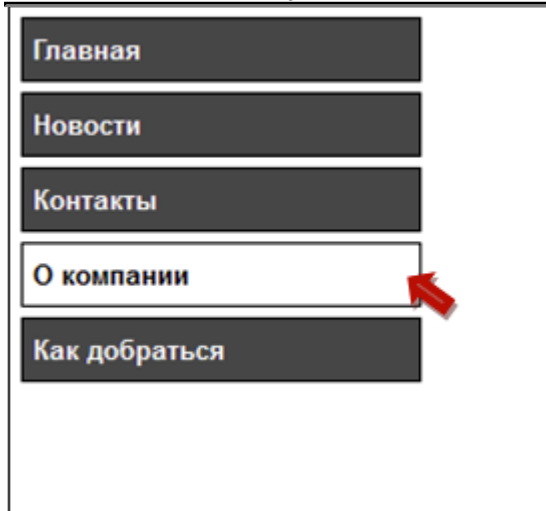 Главная
Новости
Контакты
О компании
Как добраться